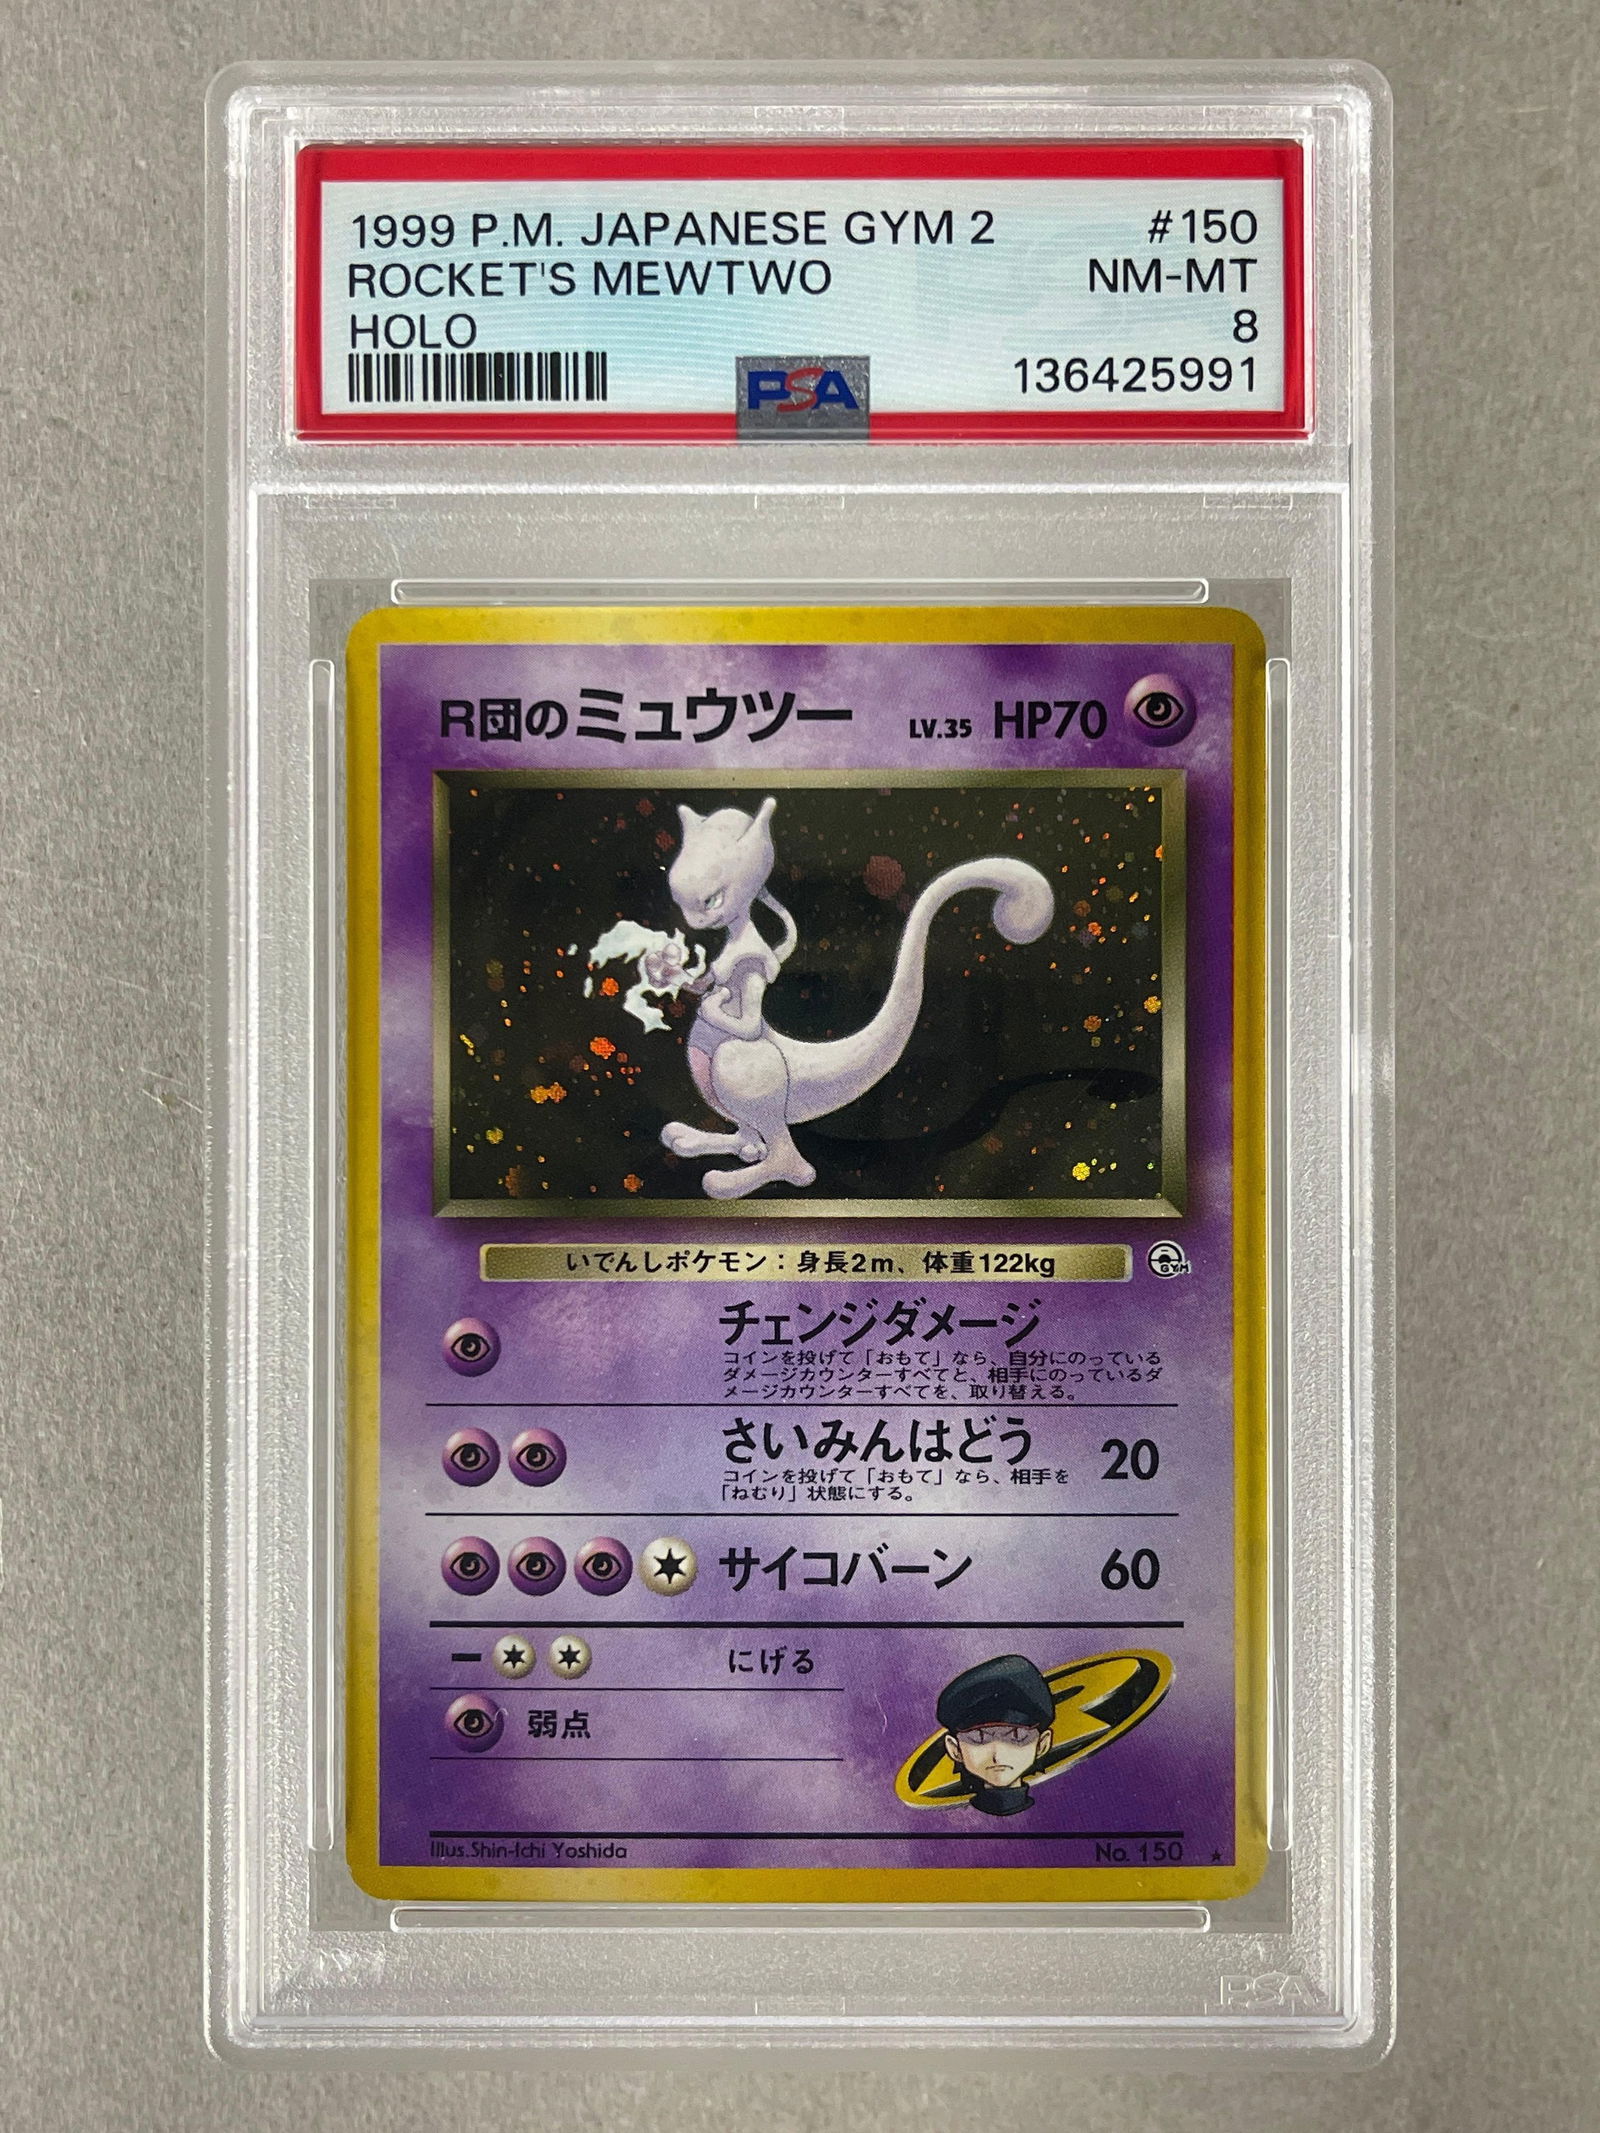 1999 P.M. JAPANESE GYM 2 #150
ROCKET'S MEWTWO NM-MT
HOLO 8
PSA 136425991
R団のミュウツー LV.35 HP70
いでんしポケモン：身長2m、体重122kg
GYM
チェンジダメージ
コインを投げて「おもて」なら、自分にのっている
ダメージカウンターすべてと、相手にのっているダ
メージカウンターすべてを、取り替える。
さいみんはどう 20
コインを投げて「おもて」なら、相手を
「ねむり」状態にする。
サイコバーン 60
にげる
弱点
R
Illus.Shin-Ichi Yoshida No. 150 ★
PSA